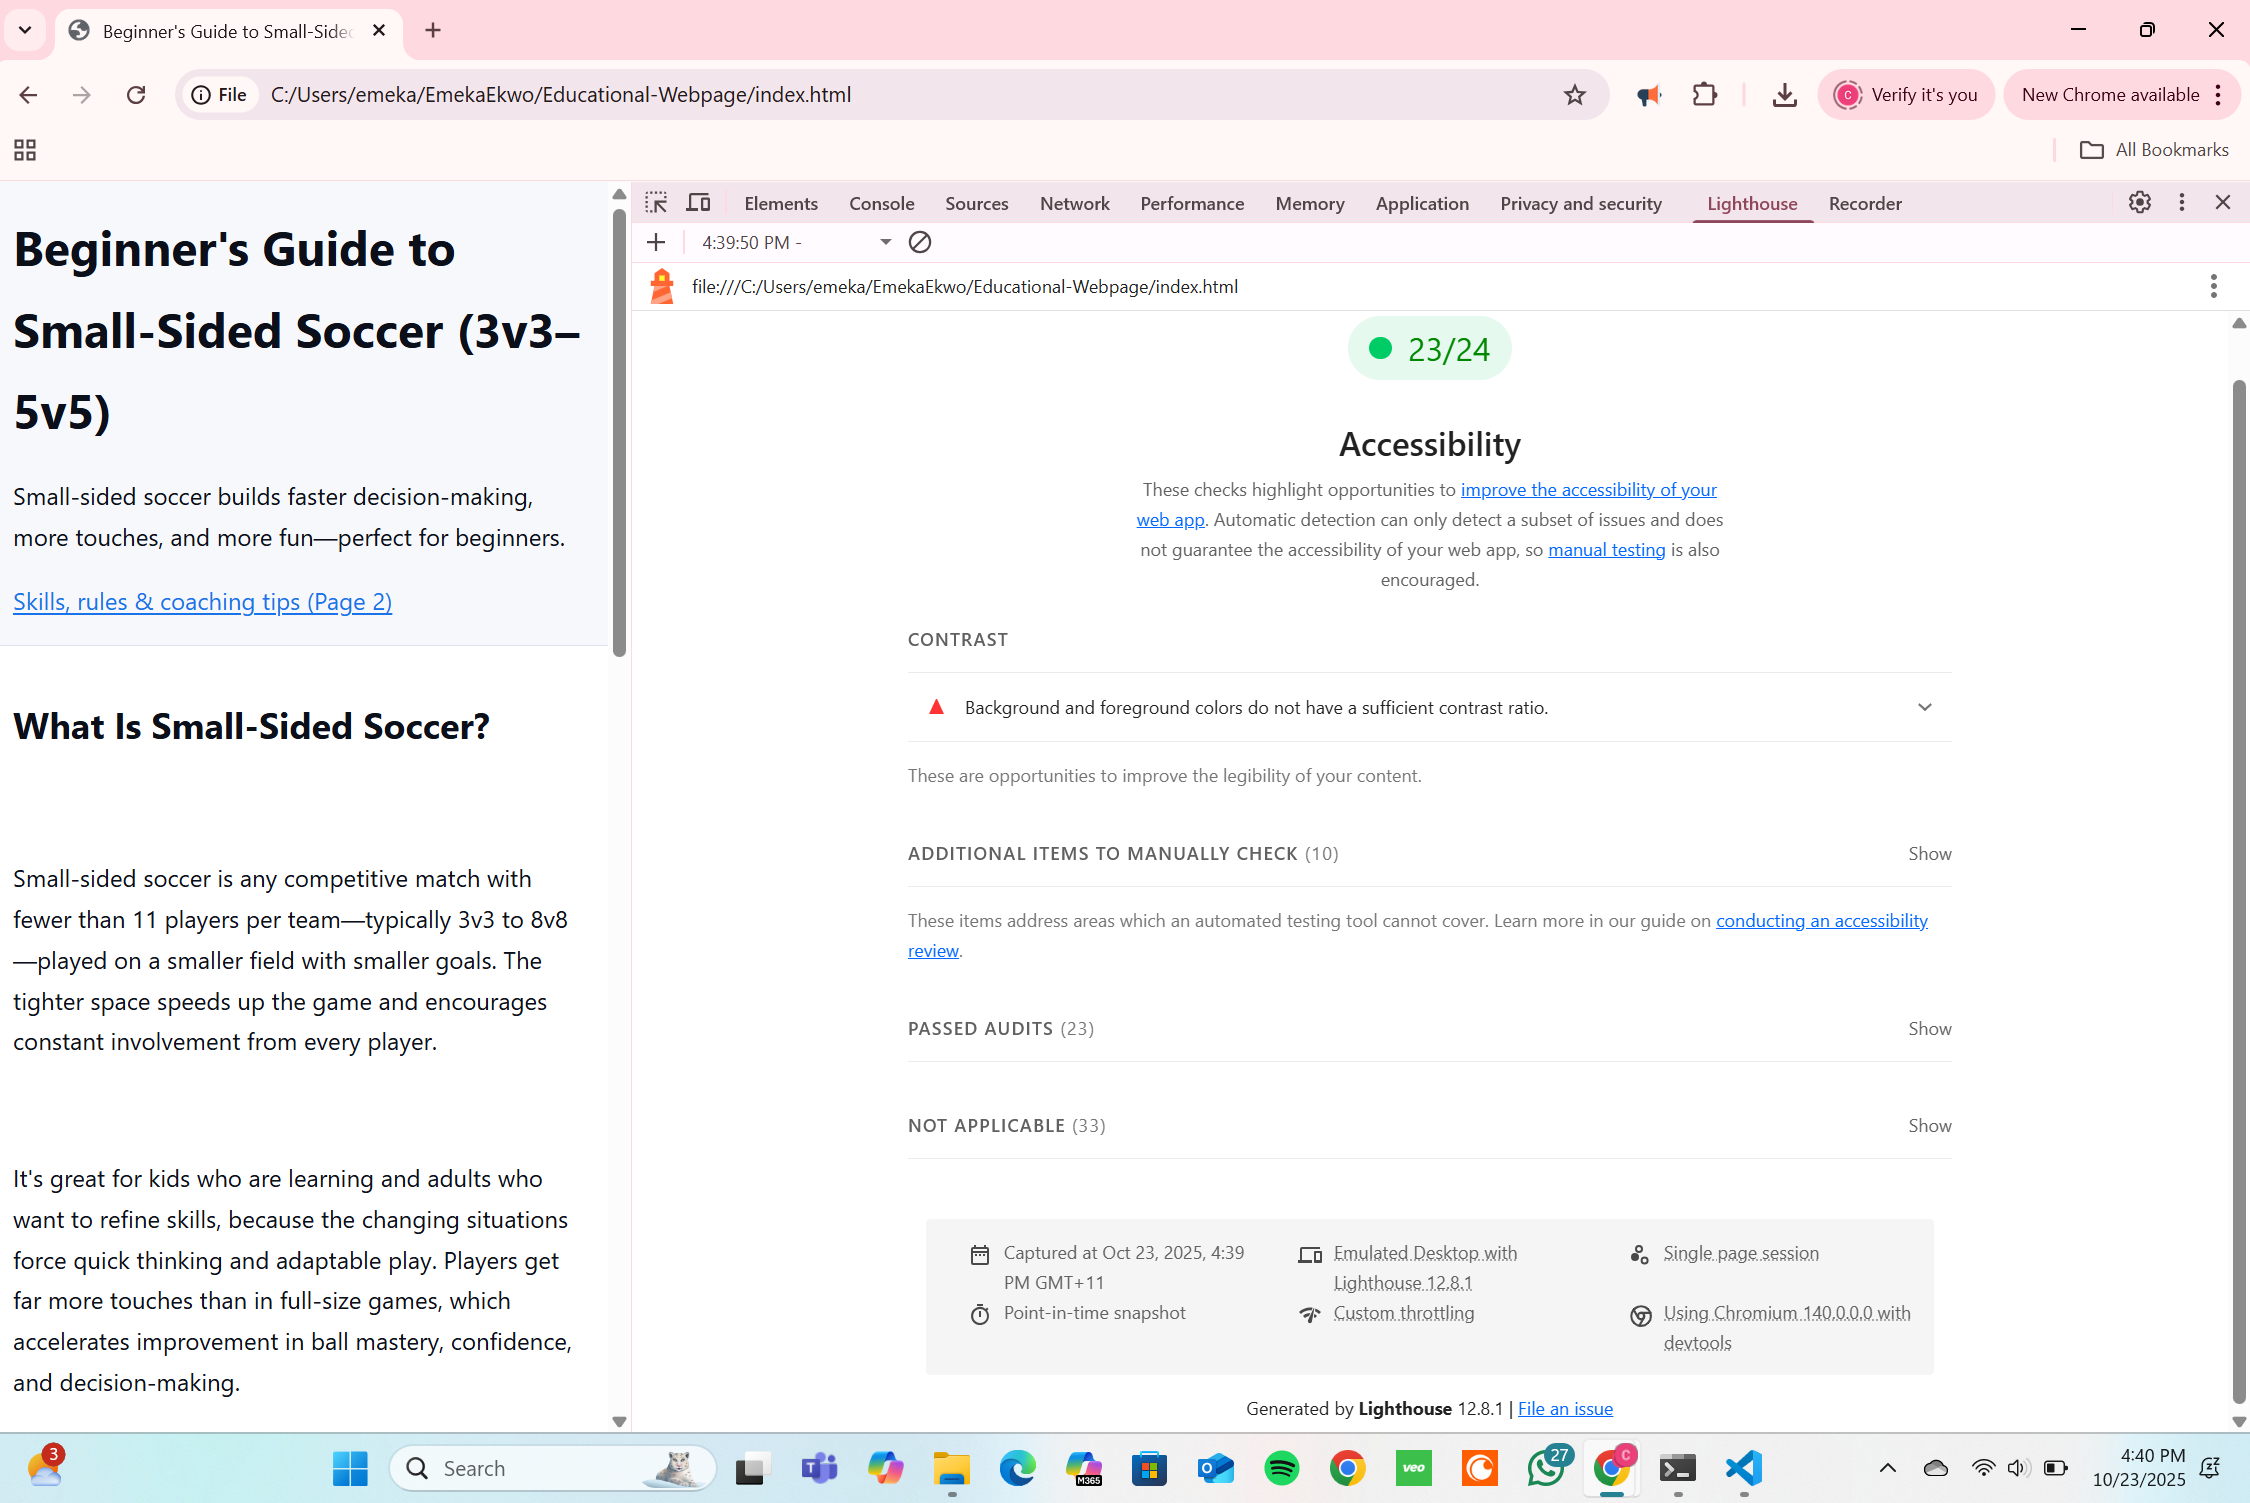 Beginner's Guide to Small-Sided
File
C:/Users/emeka/EmekaEkwo/Educational-Webpage/index.html
Verify it's you
New Chrome available
All Bookmarks
Beginner's Guide to
Small-Sided Soccer (3v3–
5v5)
Small-sided soccer builds faster decision-making,
more touches, and more fun—perfect for beginners.
Skills, rules & coaching tips (Page 2)
What Is Small-Sided Soccer?
Small-sided soccer is any competitive match with
fewer than 11 players per team—typically 3v3 to 8v8
—played on a smaller field with smaller goals. The
tighter space speeds up the game and encourages
constant involvement from every player.
It's great for kids who are learning and adults who
want to refine skills, because the changing situations
force quick thinking and adaptable play. Players get
far more touches than in full-size games, which
accelerates improvement in ball mastery, confidence,
and decision-making.
Elements Console Sources Network Performance Memory Application Privacy and security Lighthouse Recorder
4:39:50 PM -
file:///C:/Users/emeka/EmekaEkwo/Educational-Webpage/index.html
23/24
Accessibility
These checks highlight opportunities to improve the accessibility of your
web app. Automatic detection can only detect a subset of issues and does
not guarantee the accessibility of your web app, so manual testing is also
encouraged.
CONTRAST
Background and foreground colors do not have a sufficient contrast ratio.
These are opportunities to improve the legibility of your content.
ADDITIONAL ITEMS TO MANUALLY CHECK (10) Show
These items address areas which an automated testing tool cannot cover. Learn more in our guide on conducting an accessibility
review.
PASSED AUDITS (23) Show
NOT APPLICABLE (33) Show
Captured at Oct 23, 2025, 4:39
PM GMT+11
Emulated Desktop with
Lighthouse 12.8.1
Single page session
Point-in-time snapshot
Custom throttling
Using Chromium 140.0.0.0 with
devtools
Generated by Lighthouse 12.8.1 | File an issue
3
Search
T
M365
veo
27
C
4:40 PM
10/23/2025